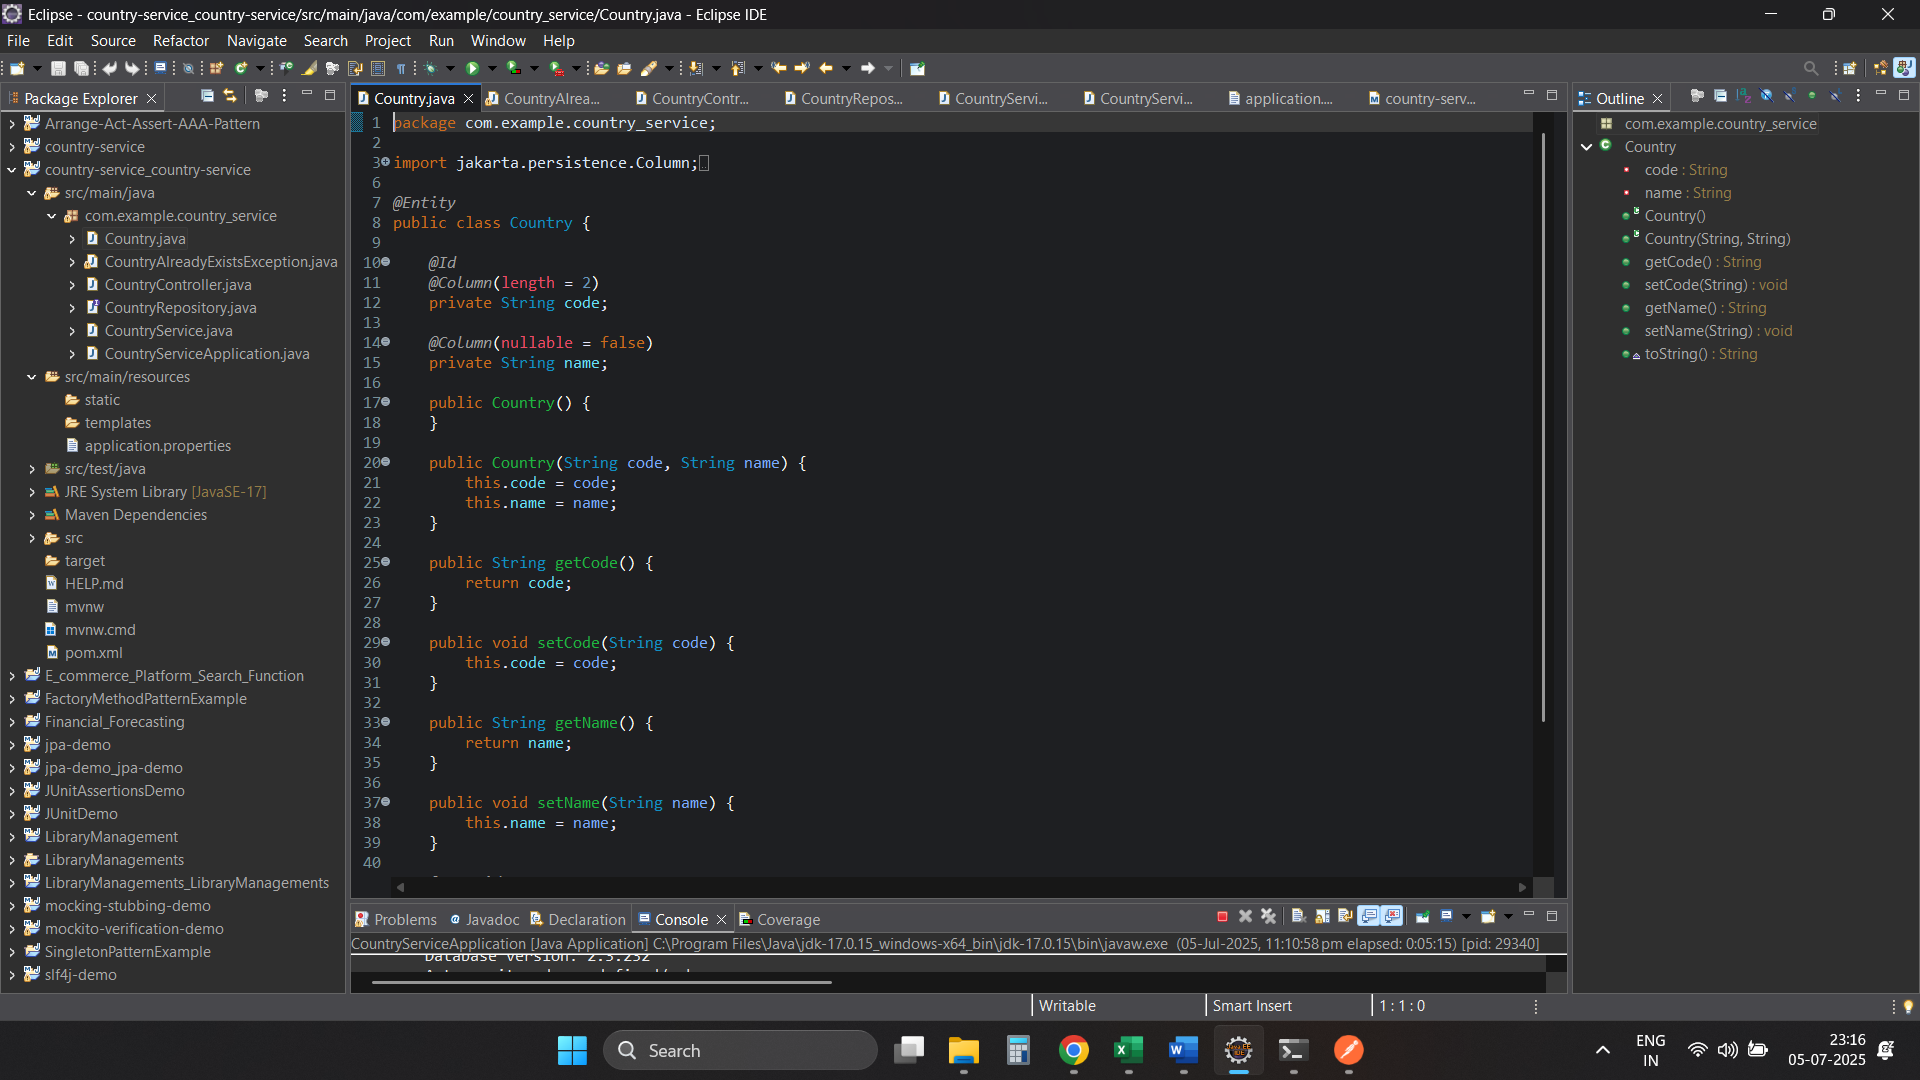 Eclipse - country-service_country-service/src/main/java/com/example/country_service/Country.java - Eclipse IDE
File Edit Source Refactor Navigate Search Project Run Window Help
Package Explorer
Arrange-Act-Assert-AAA-Pattern
country-service
country-service_country-service
src/main/java
com.example.country_service
Country.java
CountryAlreadyExistsException.java
CountryController.java
CountryRepository.java
CountryService.java
CountryServiceApplication.java
src/main/resources
static
templates
application.properties
src/test/java
JRE System Library [JavaSE-17]
Maven Dependencies
src
target
HELP.md
mvnw
mvnw.cmd
pom.xml
E_commerce_Platform_Search_Function
FactoryMethodPatternExample
Financial_Forecasting
jpa-demo
jpa-demo_jpa-demo
JUnitAssertionsDemo
JUnitDemo
LibraryManagement
LibraryManagements
LibraryManagements_LibraryManagements
mocking-stubbing-demo
mockito-verification-demo
SingletonPatternExample
slf4j-demo
Country.java CountryAlrea... CountryContr... CountryRepos... CountryServi... CountryServi... application.... country-serv...
1 package com.example.country_service;
2
3 import jakarta.persistence.Column;
6
7 @Entity
8 public class Country {
9
10 @Id
11 @Column(length = 2)
12 private String code;
13
14 @Column(nullable = false)
15 private String name;
16
17 public Country() {
18 }
19
20 public Country(String code, String name) {
21 this.code = code;
22 this.name = name;
23 }
24
25 public String getCode() {
26 return code;
27 }
28
29 public void setCode(String code) {
30 this.code = code;
31 }
32
33 public String getName() {
34 return name;
35 }
36
37 public void setName(String name) {
38 this.name = name;
39 }
40
Outline
com.example.country_service
Country
code : String
name : String
Country()
Country(String, String)
getCode() : String
setCode(String) : void
getName() : String
setName(String) : void
toString() : String
Problems Javadoc Declaration Console Coverage
CountryServiceApplication [Java Application] C:\Program Files\Java\jdk-17.0.15_windows-x64_bin\jdk-17.0.15\bin\javaw.exe (05-Jul-2025, 11:10:58 pm elapsed: 0:05:15) [pid: 29340]
Database version: 2.3.232
Writable Smart Insert 1 : 1 : 0
Search
ENG
IN
23:16
05-07-2025